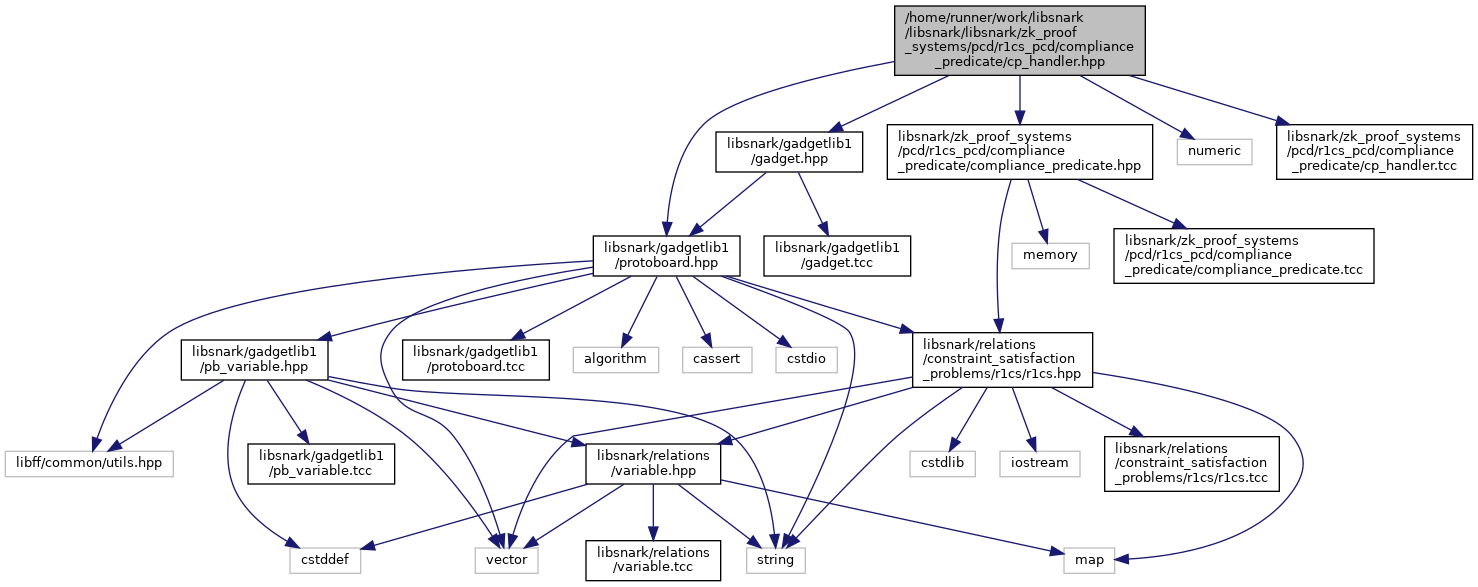 /home/runner/work/libsnark
/libsnark/libsnark/zk_proof
_systems/pcd/r1cs_pcd/compliance
_predicate/cp_handler.hpp
libsnark/gadgetlib1
/gadget.hpp
libsnark/zk_proof_systems
/pcd/r1cs_pcd/compliance
_predicate/compliance_predicate.hpp
numeric
libsnark/zk_proof_systems
/pcd/r1cs_pcd/compliance
_predicate/cp_handler.tcc
libsnark/gadgetlib1
/protoboard.hpp
libsnark/gadgetlib1
/gadget.tcc
memory
libsnark/zk_proof_systems
/pcd/r1cs_pcd/compliance
_predicate/compliance_predicate.tcc
libsnark/gadgetlib1
/pb_variable.hpp
libsnark/gadgetlib1
/protoboard.tcc
algorithm
cassert
cstdio
libsnark/relations
/constraint_satisfaction
_problems/r1cs/r1cs.hpp
libff/common/utils.hpp
libsnark/gadgetlib1
/pb_variable.tcc
libsnark/relations
/variable.hpp
cstdlib
iostream
libsnark/relations
/constraint_satisfaction
_problems/r1cs/r1cs.tcc
cstddef
vector
libsnark/relations
/variable.tcc
string
map